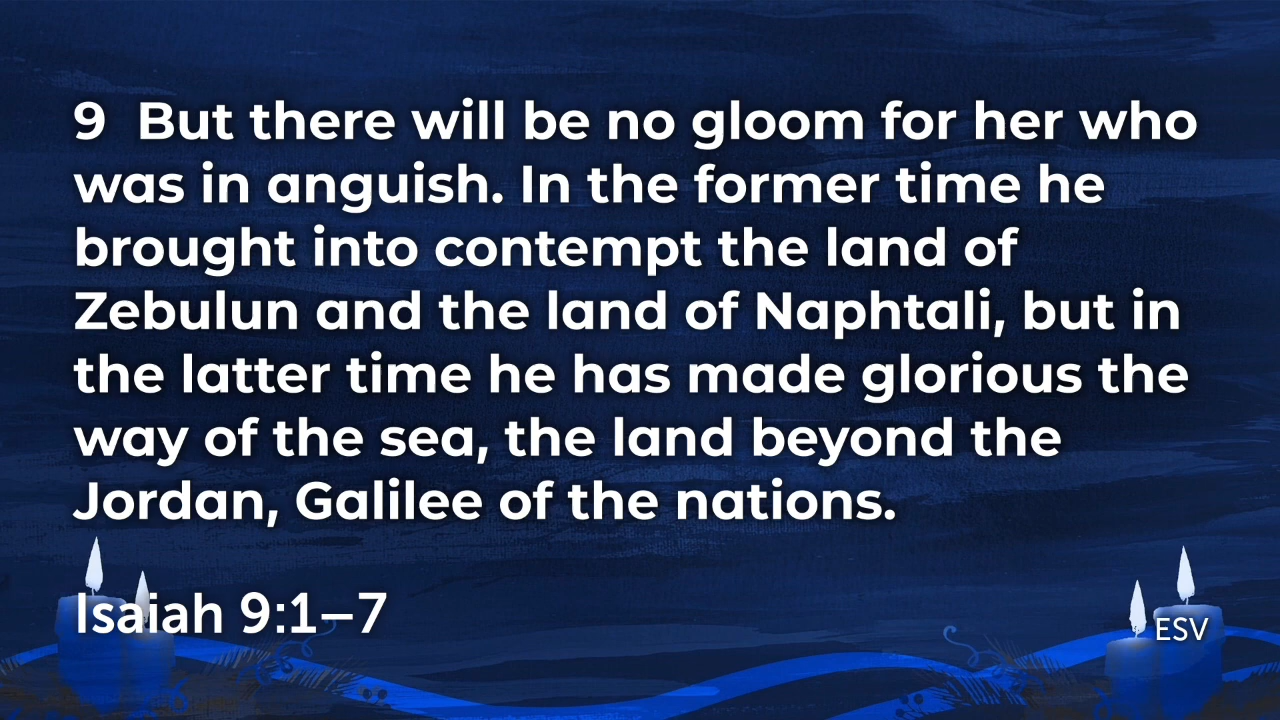 9 But there will be no gloom for her who
was in anguish. In the former time he
brought into contempt the land of
Zebulun and the land of Naphtali, but in
the latter time he has made glorious the
way of the sea, the land beyond the
Jordan, Galilee of the nations.
Isaiah 9:1–7
ESV